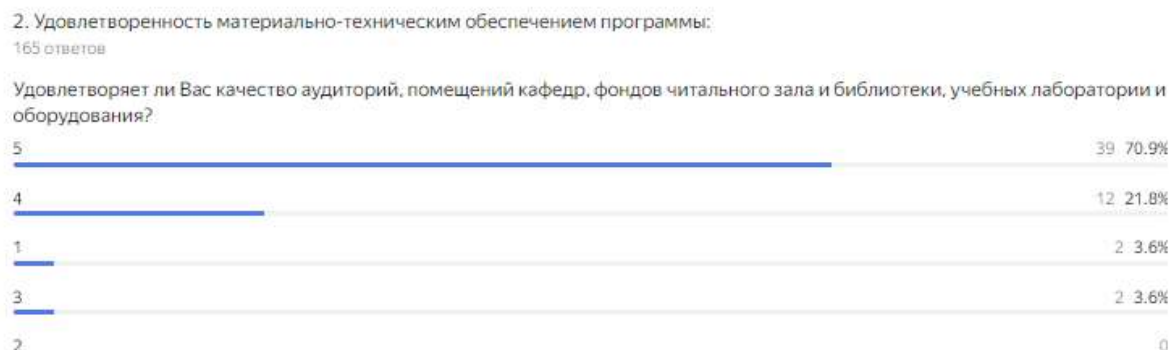 2. Удовлетворенность материально-техническим обеспечением программы:
165 ответов
Удовлетворяет ли Вас качество аудиторий, помещений кафедр, фондов читального зала и библиотеки, учебных лаборатории и
оборудования?
5 39 70.9%
4 12 21.8%
1 2 3.6%
3 2 3.6%
2 0